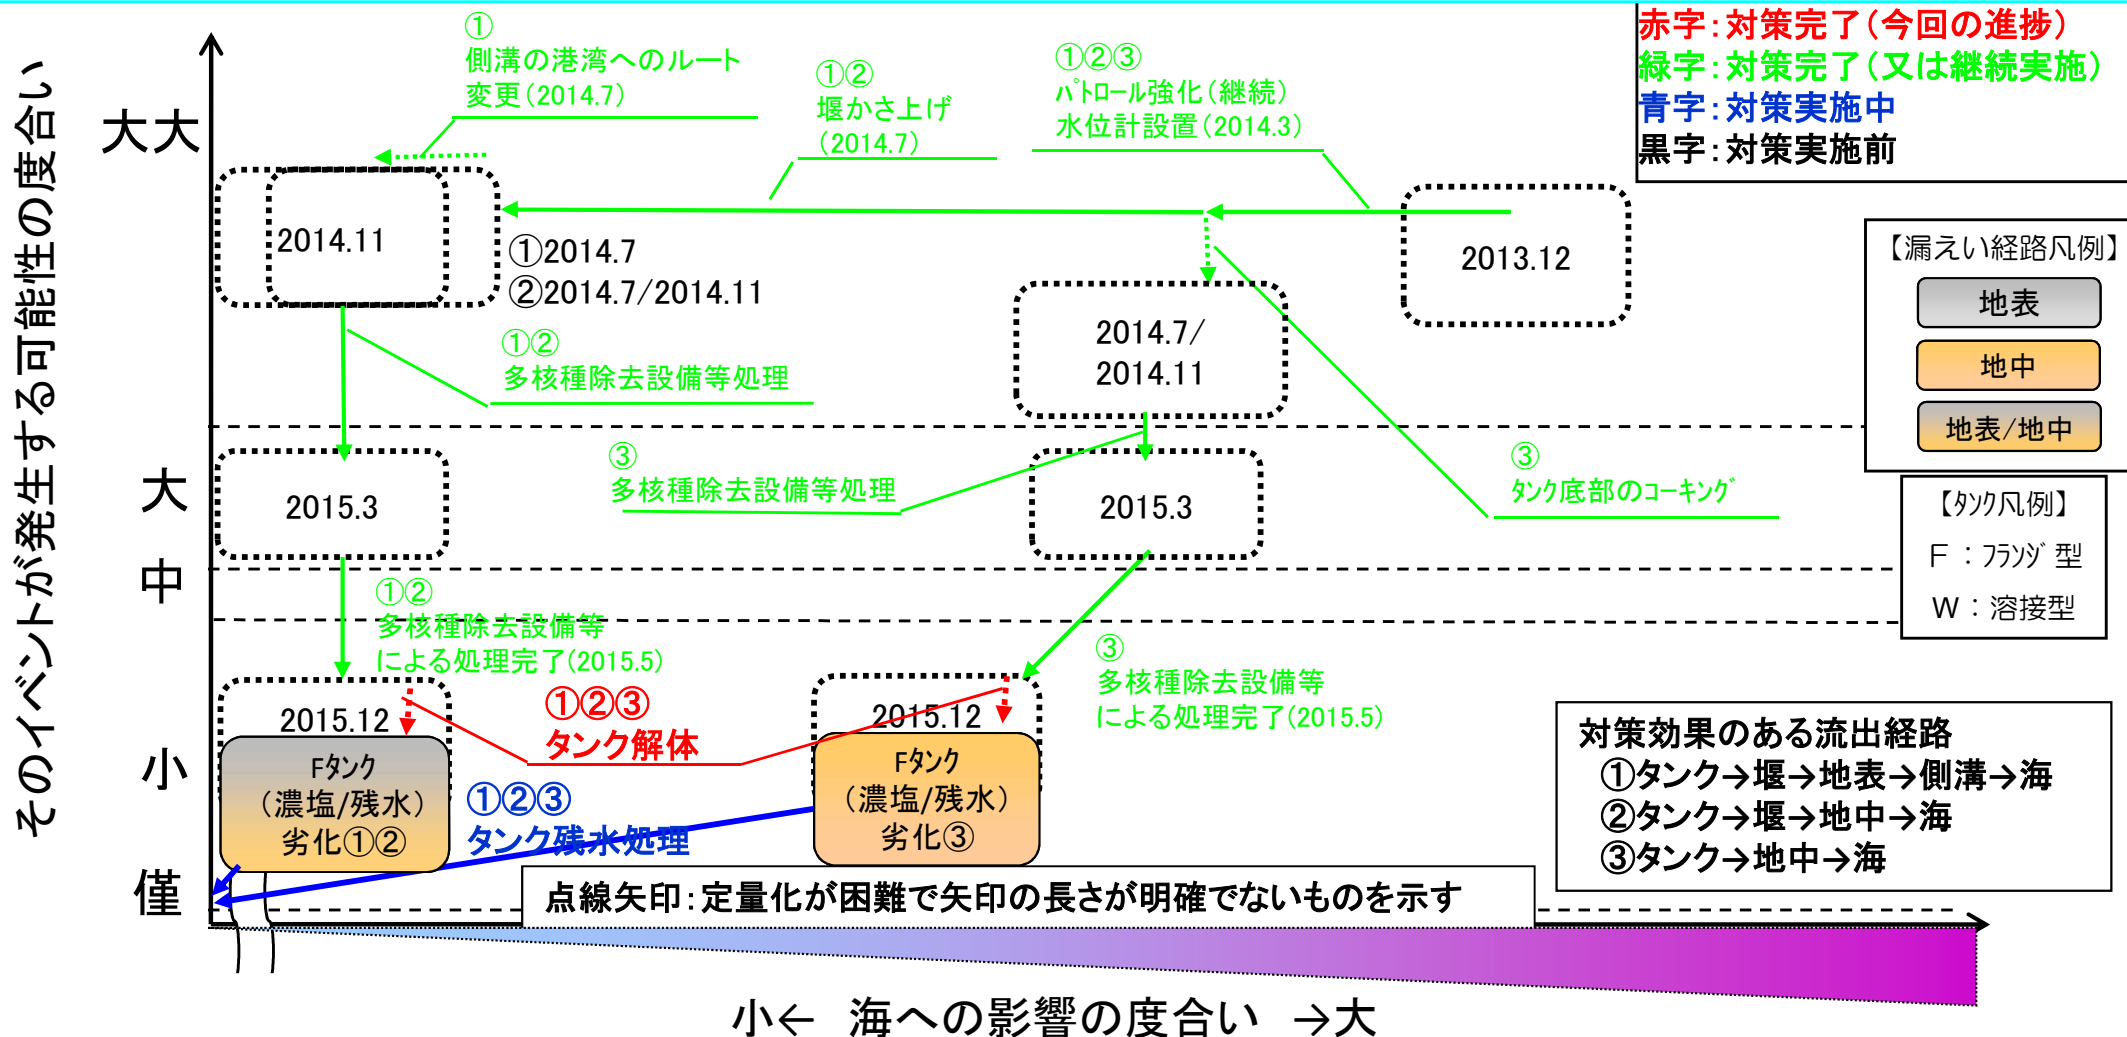 赤字：対策完了（今回の進捗）
緑字：対策完了（又は継続実施）
青字：対策実施中
黒字：対策実施前
そのイベントが発生する可能性の度合い
大大
大
中
小
僅
①
側溝の港湾へのルート
変更（2014.7）
①②
堰かさ上げ
（2014.7）
①②③
ﾊﾟﾄﾛｰﾙ強化（継続）
水位計設置（2014.3）
2014.11
①2014.7
②2014.7/2014.11
2013.12
2014.7/
2014.11
①②
多核種除去設備等処理
③
多核種除去設備等処理
③
ﾀﾝｸ底部のｺｰｷﾝｸﾞ
2015.3
2015.3
①②
多核種除去設備等
による処理完了(2015.5)
③
多核種除去設備等
による処理完了(2015.5)
2015.12
①②③
タンク解体
2015.12
Fﾀﾝｸ
（濃塩/残水）
劣化①②
①②③
タンク残水処理
Fﾀﾝｸ
（濃塩/残水）
劣化③
【漏えい経路凡例】
地表
地中
地表/地中
【ﾀﾝｸ凡例】
F：ﾌﾗﾝｼﾞ型
W：溶接型
対策効果のある流出経路
①タンク→堰→地表→側溝→海
②タンク→堰→地中→海
③タンク→地中→海
点線矢印：定量化が困難で矢印の長さが明確でないものを示す
小← 海への影響の度合い →大